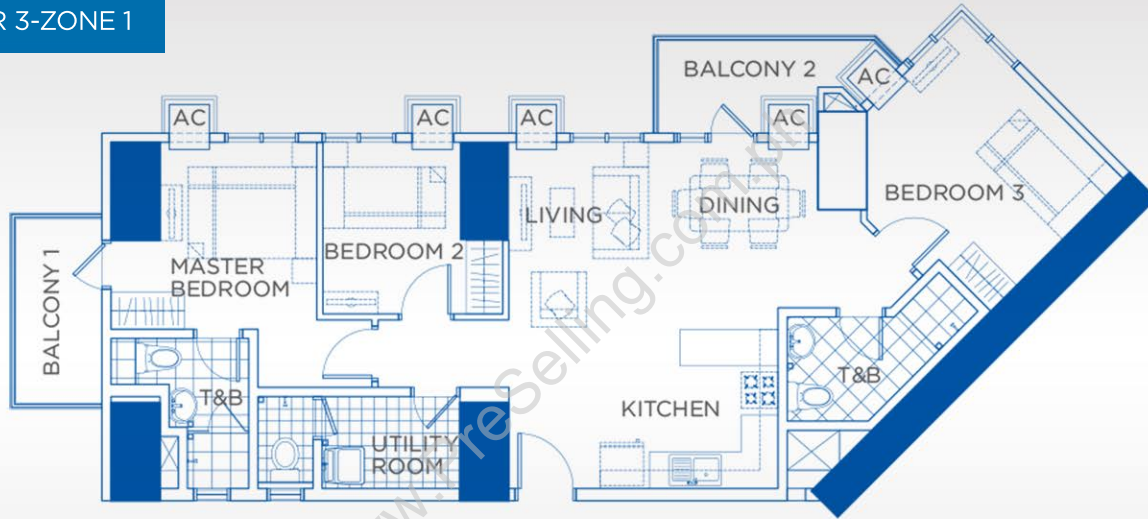 R 3-ZONE 1
BALCONY 2
AC
AC
AC
AC
AC
BEDROOM 3
DINING
LIVING
BEDROOM 2
MASTER
BEDROOM
BALCONY 1
T&B
T&B
KITCHEN
UTILITY
ROOM
www.PreSelling.com.ph